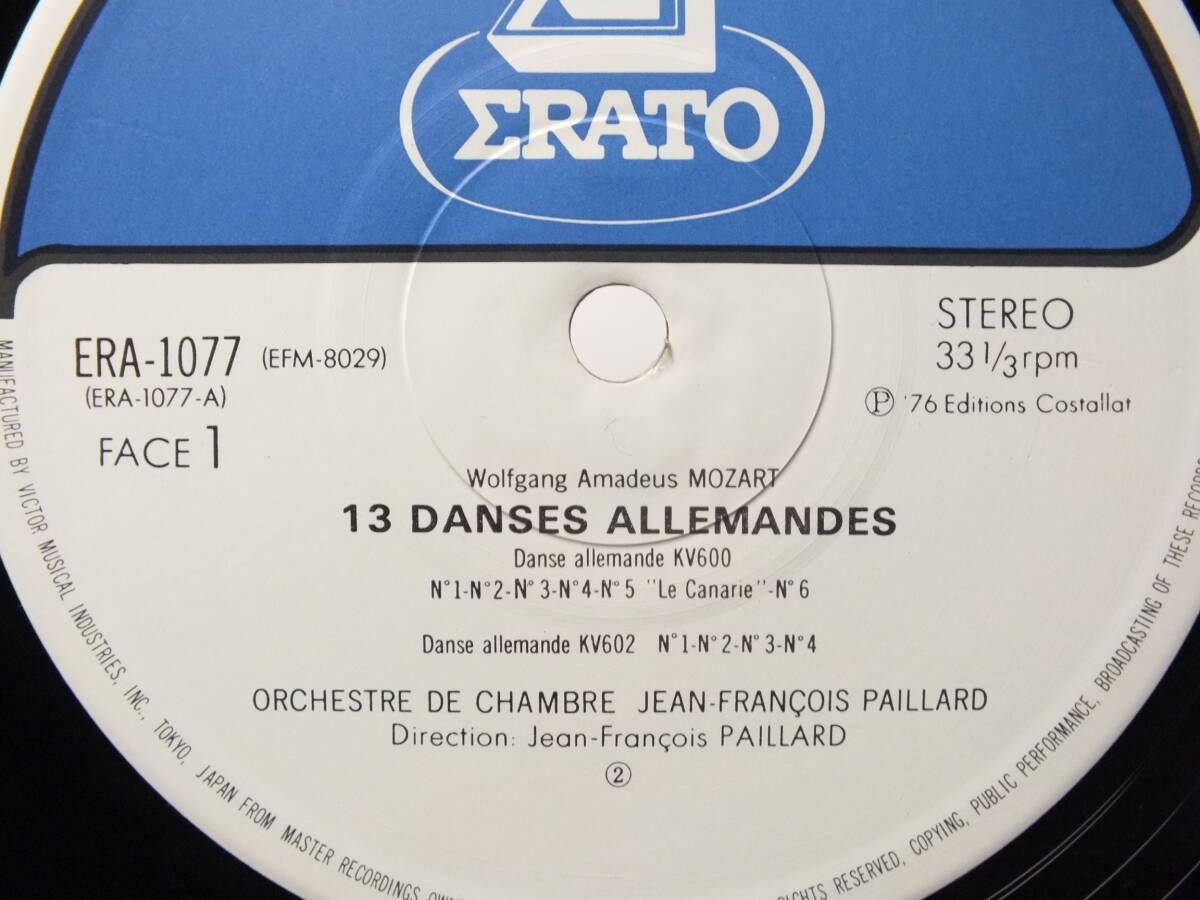 ΣRATO
ERA-1077 (EFM-8029)
(ERA-1077-A)
FACE 1
STEREO
33 1/3 rpm
Ⓟ '76 Editions Costallat
Wolfgang Amadeus MOZART
13 DANSES ALLEMANDES
Danse allemande KV600
N°1-N°2-N°3-N°4-N°5 "Le Canarie"-N°6
Danse allemande KV602 N°1-N°2-N°3-N°4
ORCHESTRE DE CHAMBRE JEAN-FRANÇOIS PAILLARD
Direction: Jean-François PAILLARD
②
MANUFACTURED BY VICTOR MUSICAL INDUSTRIES, INC., TOKYO, JAPAN FROM MASTER RECORDINGS
RESERVED, COPYING, PUBLIC PERFORMANCE, BROADCASTING OF THESE RECORDS